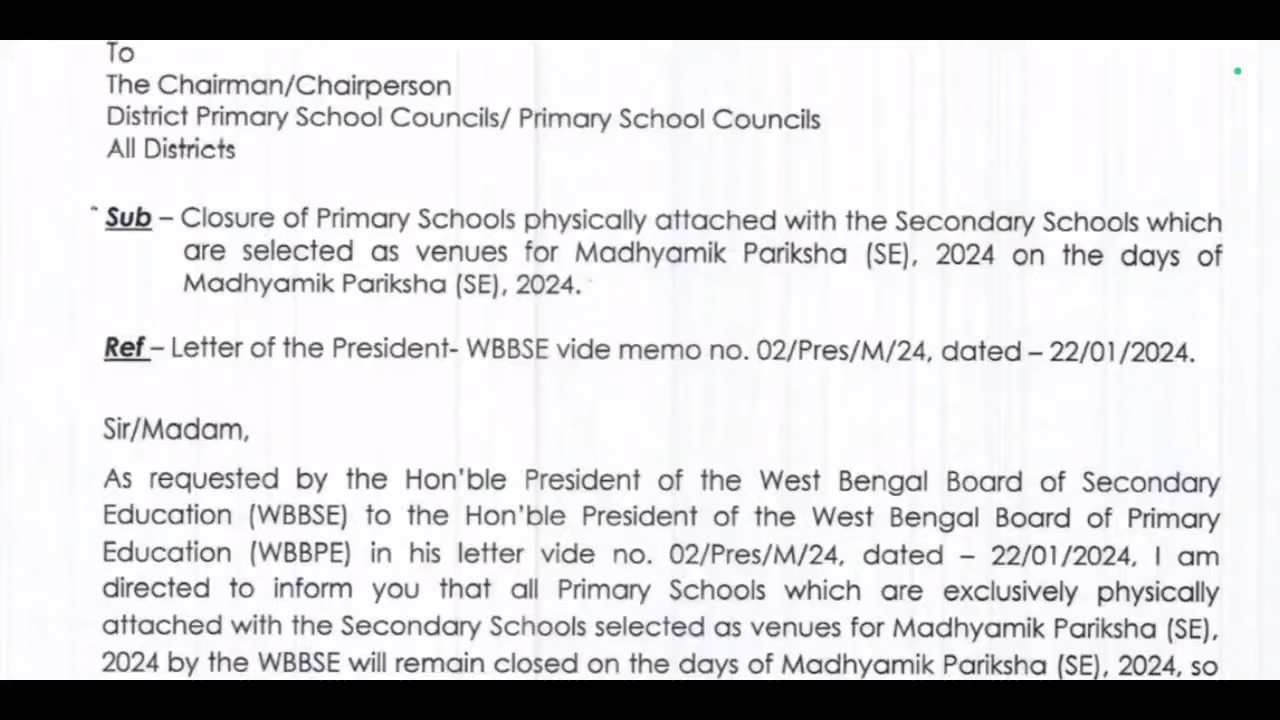 To
The Chairman/Chairperson
District Primary School Councils/ Primary School Councils
All Districts
Sub – Closure of Primary Schools physically attached with the Secondary Schools which
are selected as venues for Madhyamik Pariksha (SE), 2024 on the days of
Madhyamik Pariksha (SE), 2024.
Ref – Letter of the President- WBBSE vide memo no. 02/Pres/M/24, dated – 22/01/2024.
Sir/Madam,
As requested by the Hon'ble President of the West Bengal Board of Secondary
Education (WBBSE) to the Hon'ble President of the West Bengal Board of Primary
Education (WBBPE) in his letter vide no. 02/Pres/M/24, dated – 22/01/2024, I am
directed to inform you that all Primary Schools which are exclusively physically
attached with the Secondary Schools selected as venues for Madhyamik Pariksha (SE),
2024 by the WBBSE will remain closed on the days of Madhyamik Pariksha (SE), 2024, so